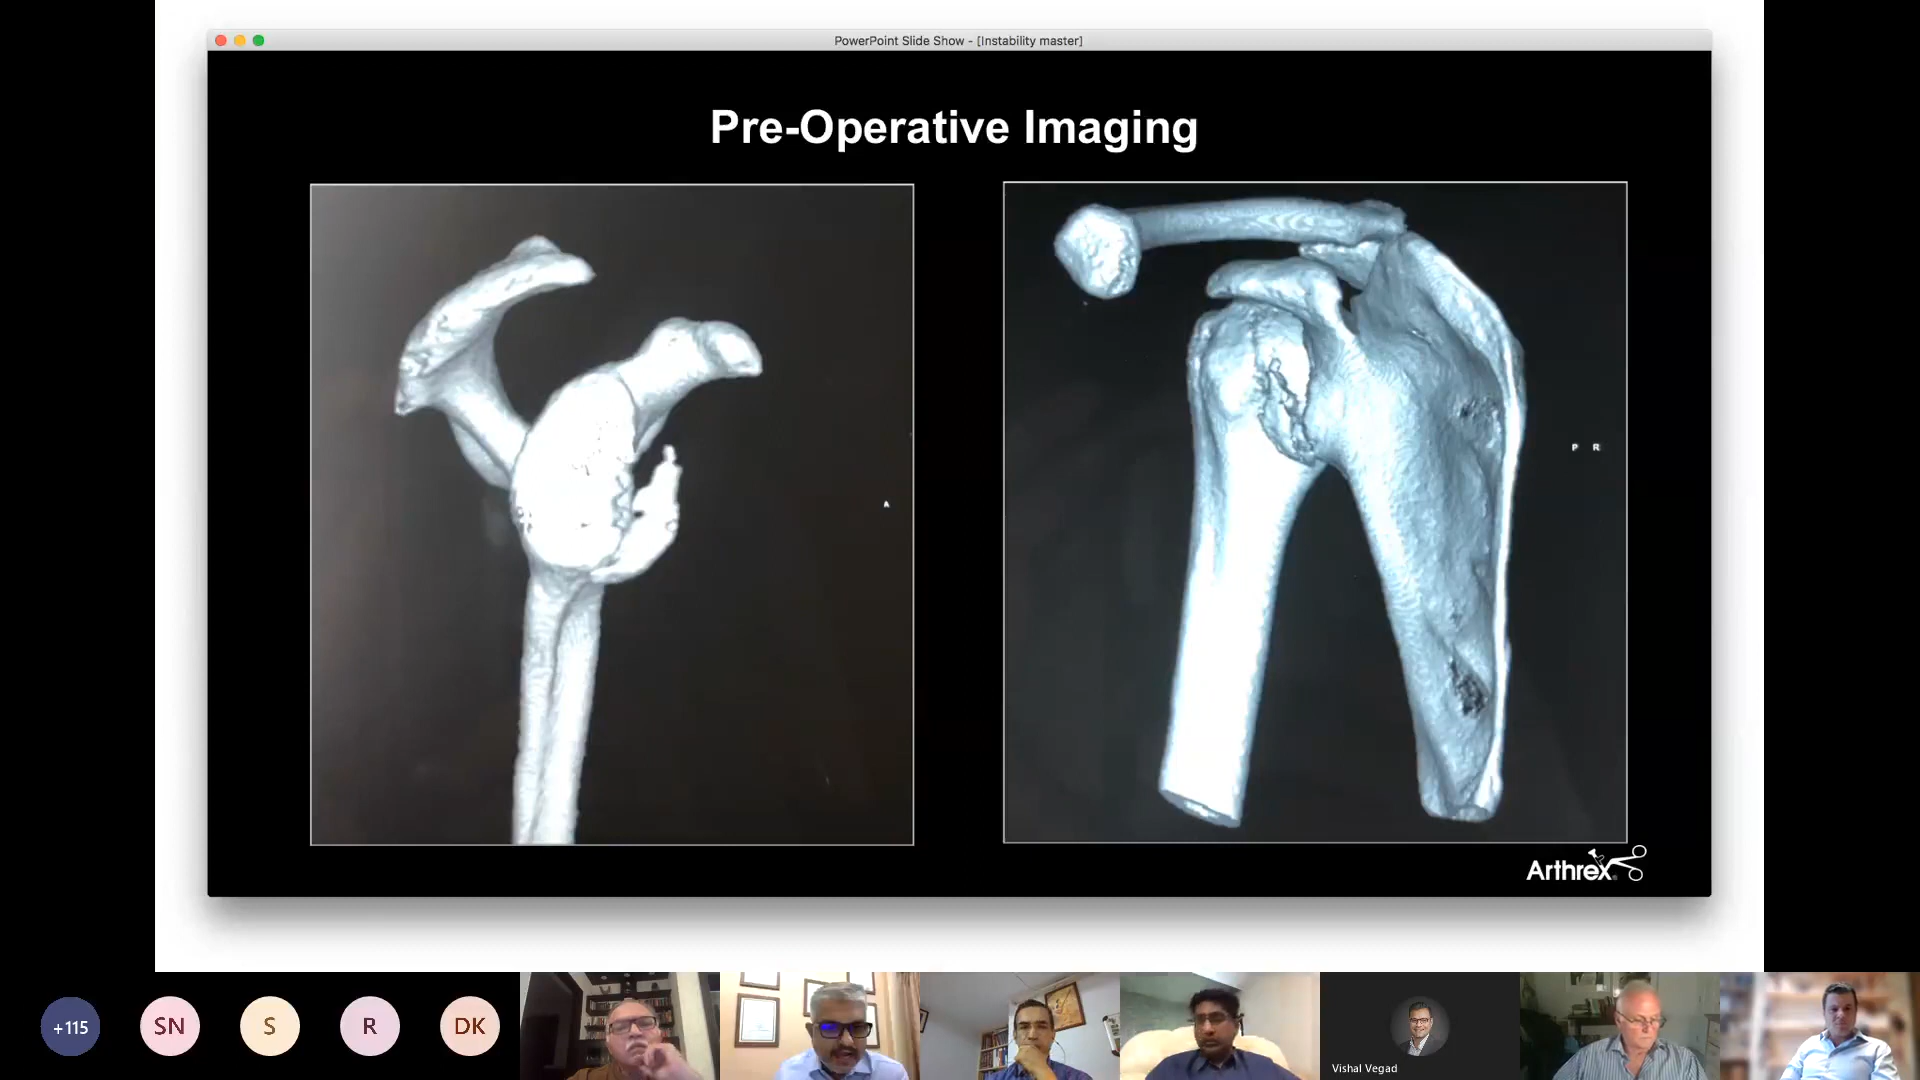 PowerPoint Slide Show - [Instability master]
Pre-Operative Imaging
A
P R
Arthrex
+115
SN
S
R
DK
Vishal Vegad